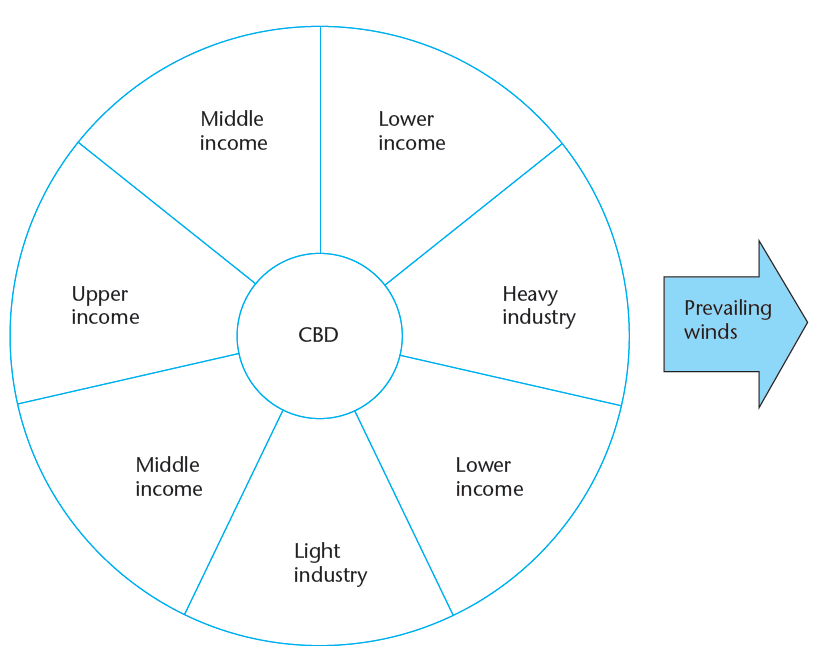 Middle
income
Lower
income
Upper
income
Heavy
industry
Prevailing
winds
CBD
Middle
income
Lower
income
Light
industry